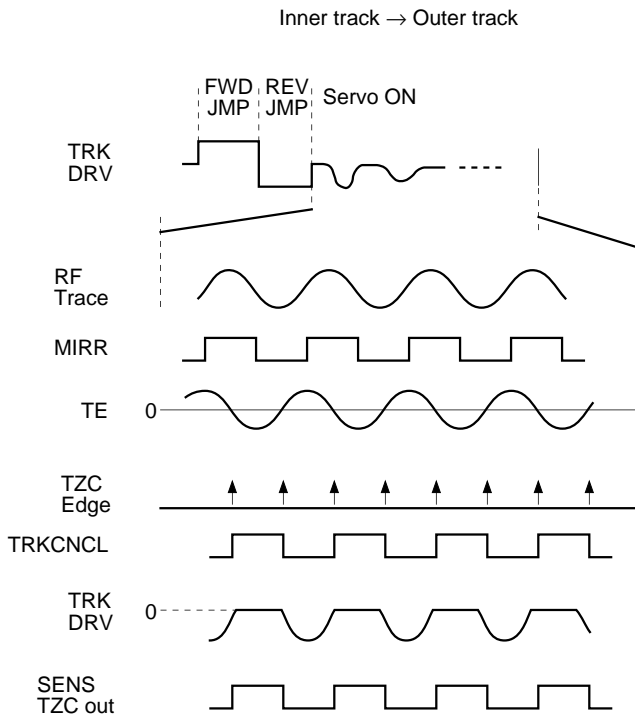 Inner track → Outer track
FWD JMP
REV JMP
Servo ON
TRK
DRV
RF
Trace
MIRR
TE
0
TZC
Edge
TRKCNCL
TRK
DRV
0
SENS
TZC out